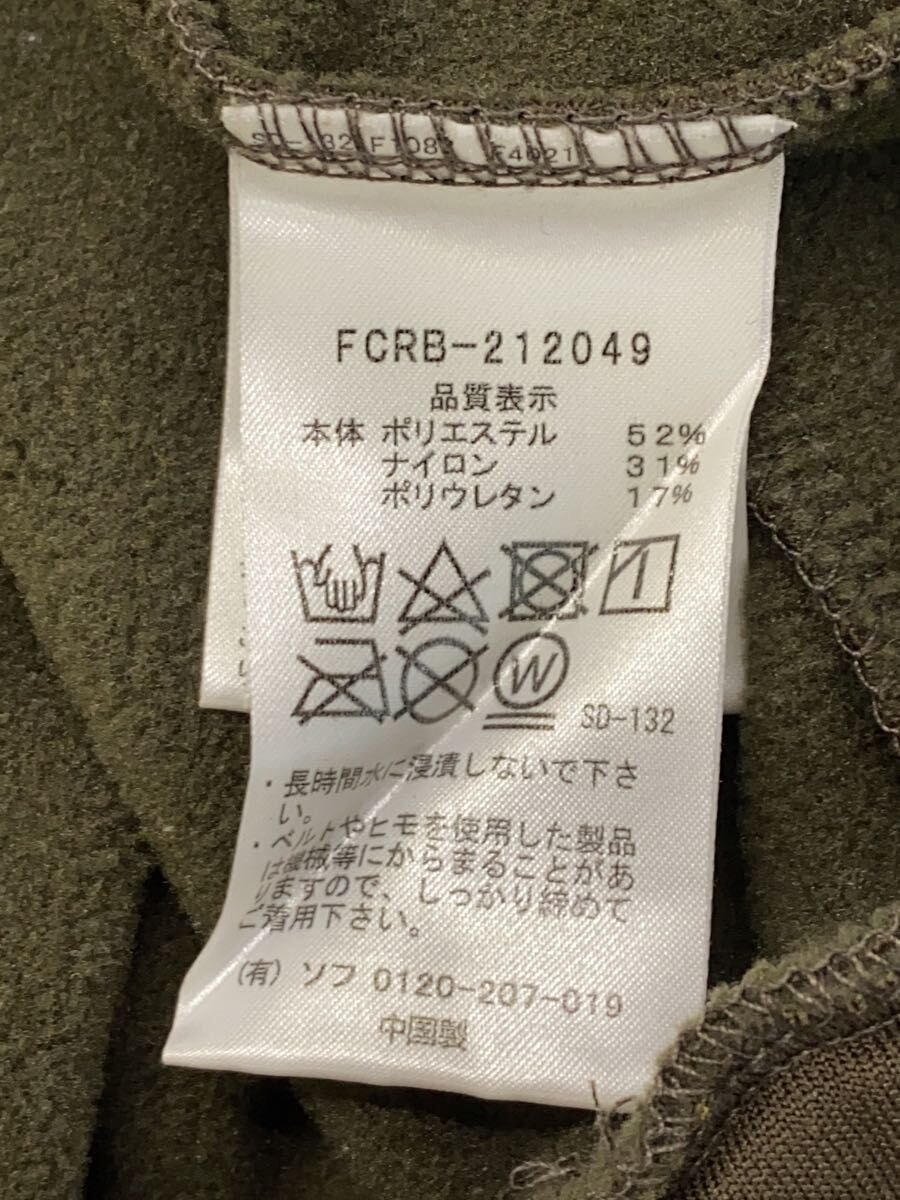 SD-132 F108 F4021
FCRB-212049
品質表示
本体 ポリエステル 52%
ナイロン 31%
ポリウレタン 17%
W
SD-132
・長時間水に浸漬しないで下さ
い。
・ベルトやヒモを使用した製品
は機械等にからまることがあ
りますので、しっかり締めて
ご着用下さい。
(有) ソフ 0120-207-019
中国製